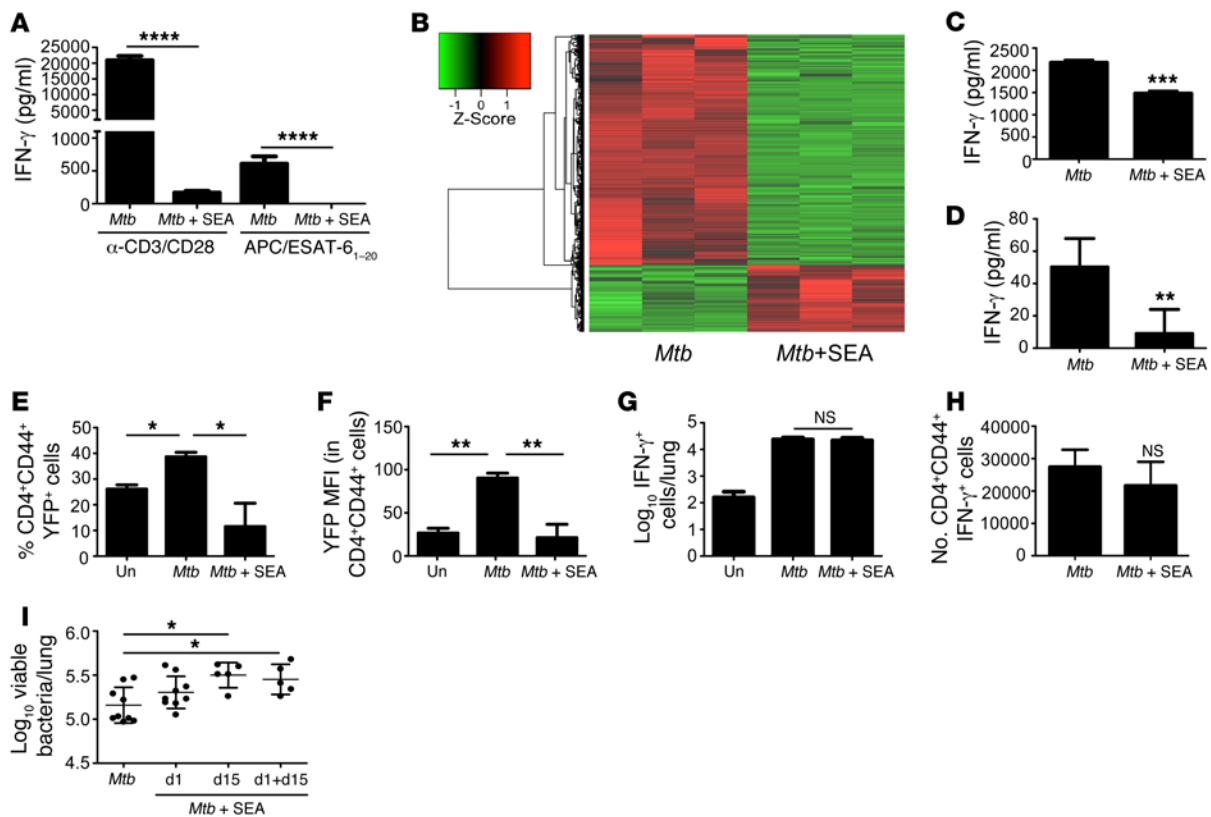 A
IFN-γ (pg/ml)
25000
20000
15000
10000
5000
1000
500
0
****
****
Mtb
Mtb + SEA
Mtb
Mtb + SEA
α-CD3/CD28
APC/ESAT-6₁₋₂₀
B
-1 0 1
Z-Score
Mtb
Mtb+SEA
C
IFN-γ (pg/ml)
2500
2000
1500
1000
500
0
***
Mtb
Mtb + SEA
D
IFN-γ (pg/ml)
80
60
40
20
0
**
Mtb
Mtb + SEA
E
% CD4⁺CD44⁺
YFP⁺ cells
50
40
30
20
10
0
*
*
Un
Mtb
Mtb + SEA
F
YFP MFI (in
CD4⁺CD44⁺ cells)
150
100
50
0
**
**
Un
Mtb
Mtb + SEA
G
Log₁₀ IFN-γ⁺
cells/lung
5
4
3
2
1
0
NS
Un
Mtb
Mtb + SEA
H
No. CD4⁺CD44⁺
IFN-γ⁺ cells
40000
30000
20000
10000
0
NS
Mtb
Mtb + SEA
I
Log₁₀ viable
bacteria/lung
6.0
5.5
5.0
4.5
*
*
Mtb
d1
d15
d1+d15
Mtb + SEA